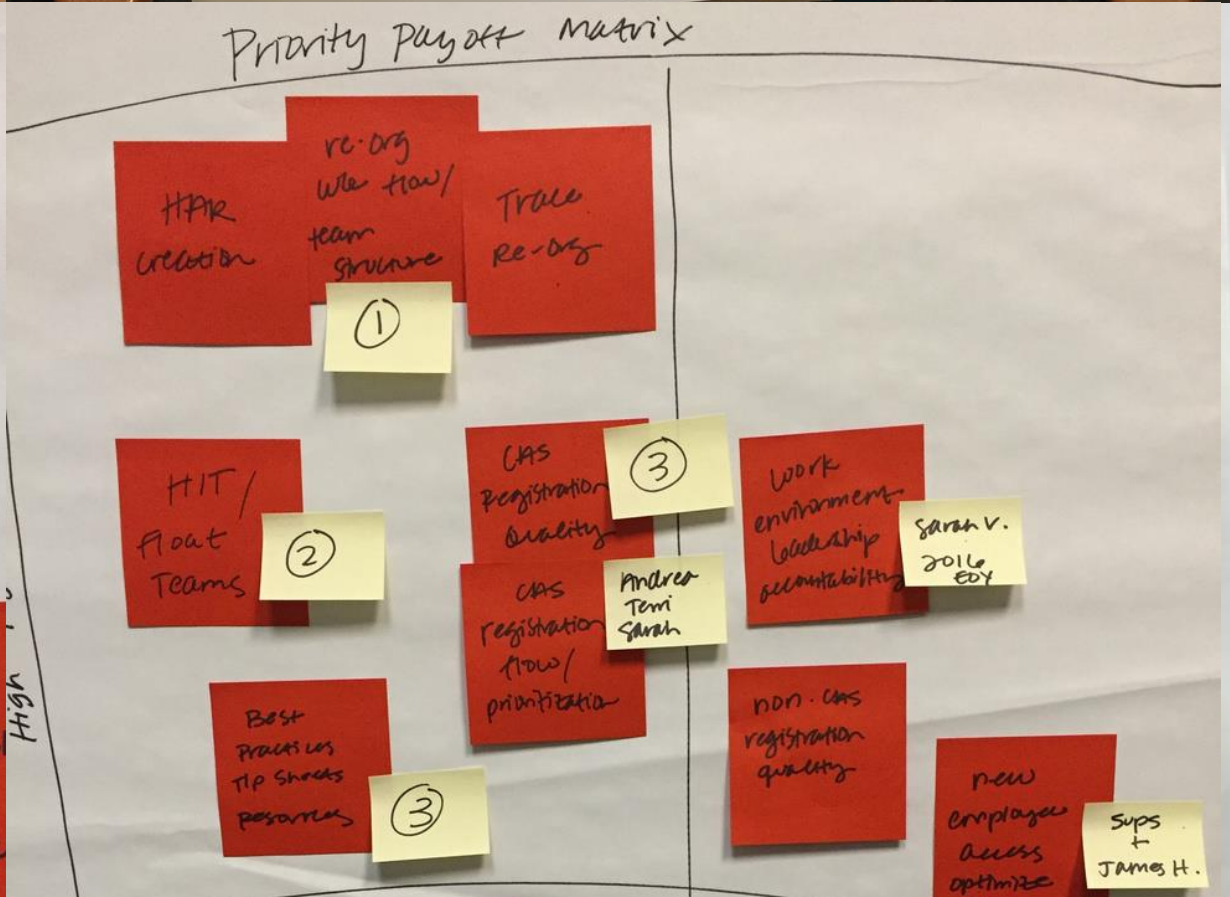 Priority Payoff Matrix
HAR
creation
re-org
flow/
team
structure
Trace
Re-org
1
HIT/
Float
Teams
2
CAS
Registration
Quality
3
CAS
registration
flow/
prioritization
Andrea
Terri
Sarah
work
environment
leadership
accountability
Sarah V.
2016
EOY
Best
Practices
Tip Sheets
Resources
3
non-CAS
registration
quality
new
employee
access
optimize
Sups
+
James H.
High